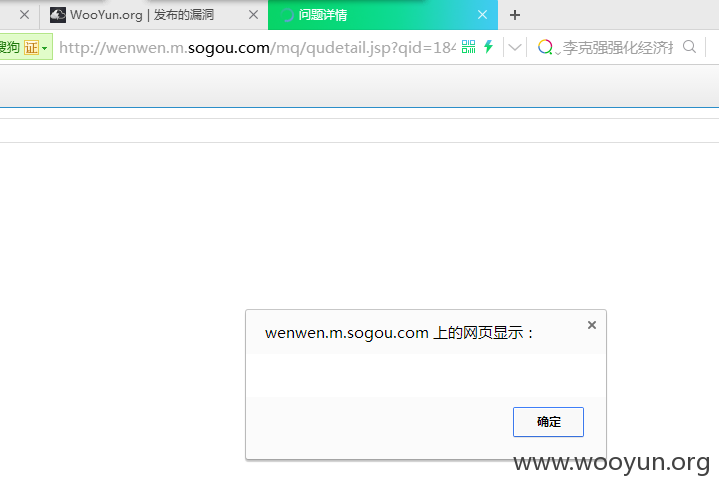 WooYun.org | 发布的漏洞
问题详情
搜狗 证 http://wenwen.m.sogou.com/mq/qudetail.jsp?qid=184 李克强强化经济
wenwen.m.sogou.com 上的网页显示：
确定
www.wooyun.org